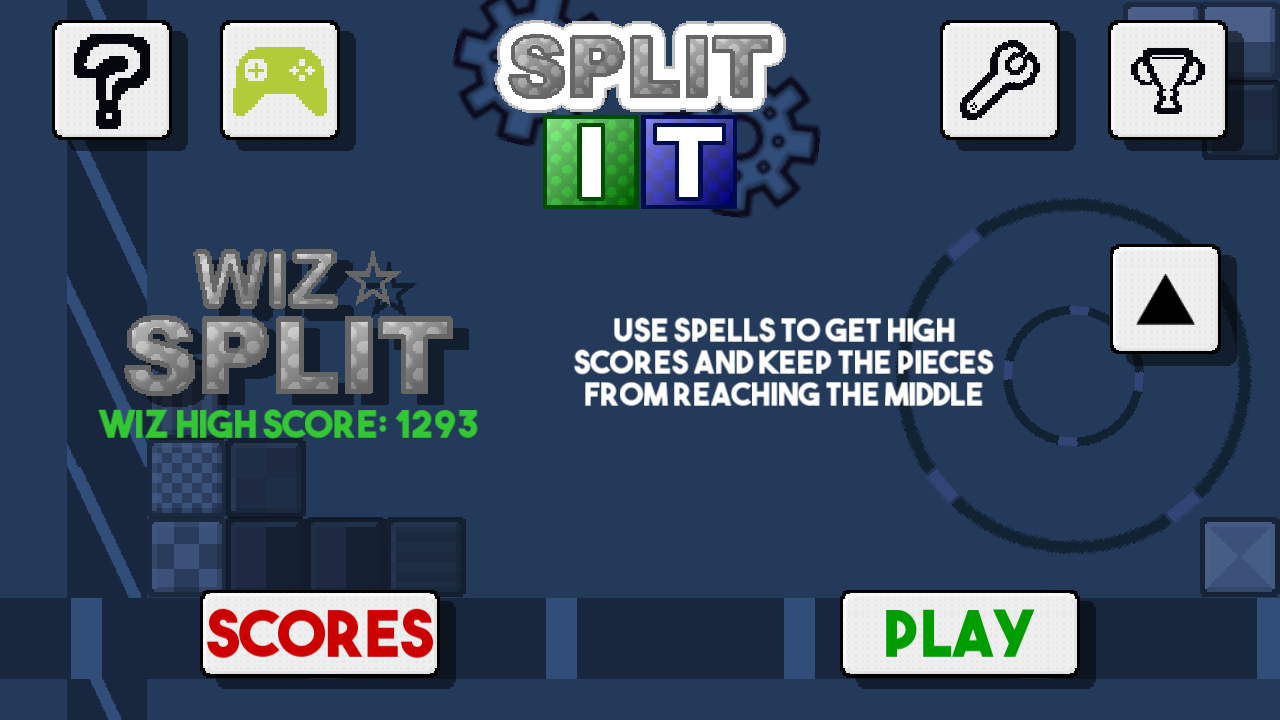 SPLIT
IT
WIZ
SPLIT
WIZ HIGH SCORE: 1293
USE SPELLS TO GET HIGH
SCORES AND KEEP THE PIECES
FROM REACHING THE MIDDLE
SCORES
PLAY